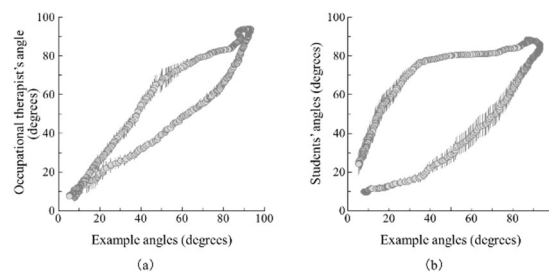 100
80
60
40
20
0
0 20 40 60 80 100
Occupational therapist's angle
(degrees)
Example angles (degrees)
(a)
100
80
60
40
20
0
0 20 40 60 80
Students' angles (degrees)
Example angles (degrees)
(b)